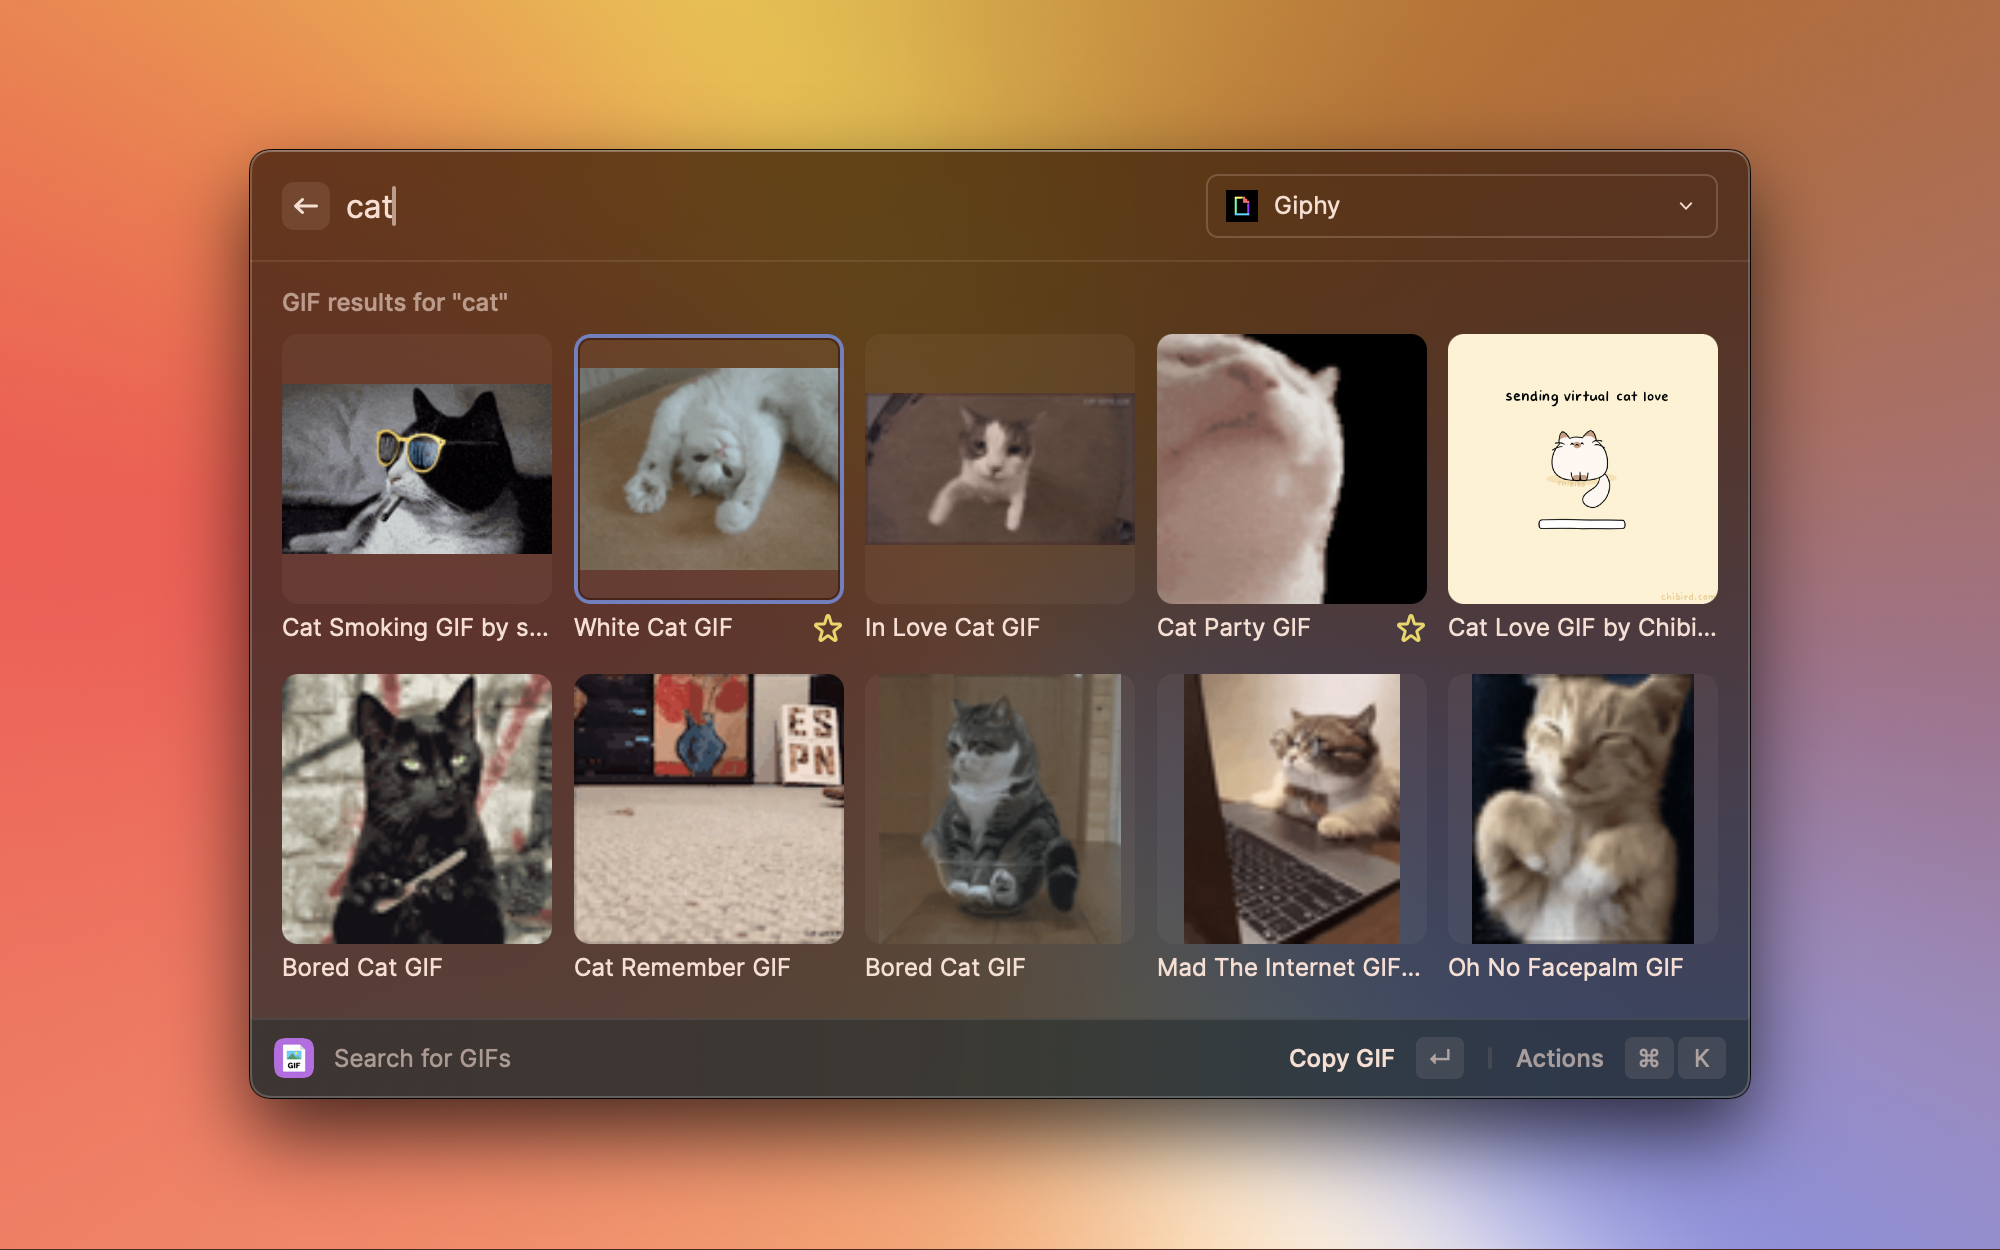 cat
Giphy
GIF results for "cat"
sending virtual cat love
chibird.com
Cat Smoking GIF by s...
White Cat GIF
In Love Cat GIF
Cat Party GIF
Cat Love GIF by Chibi...
ES
PN
Bored Cat GIF
Cat Remember GIF
Bored Cat GIF
Mad The Internet GIF...
Oh No Facepalm GIF
GIF
Search for GIFs
Copy GIF
Actions
⌘
K